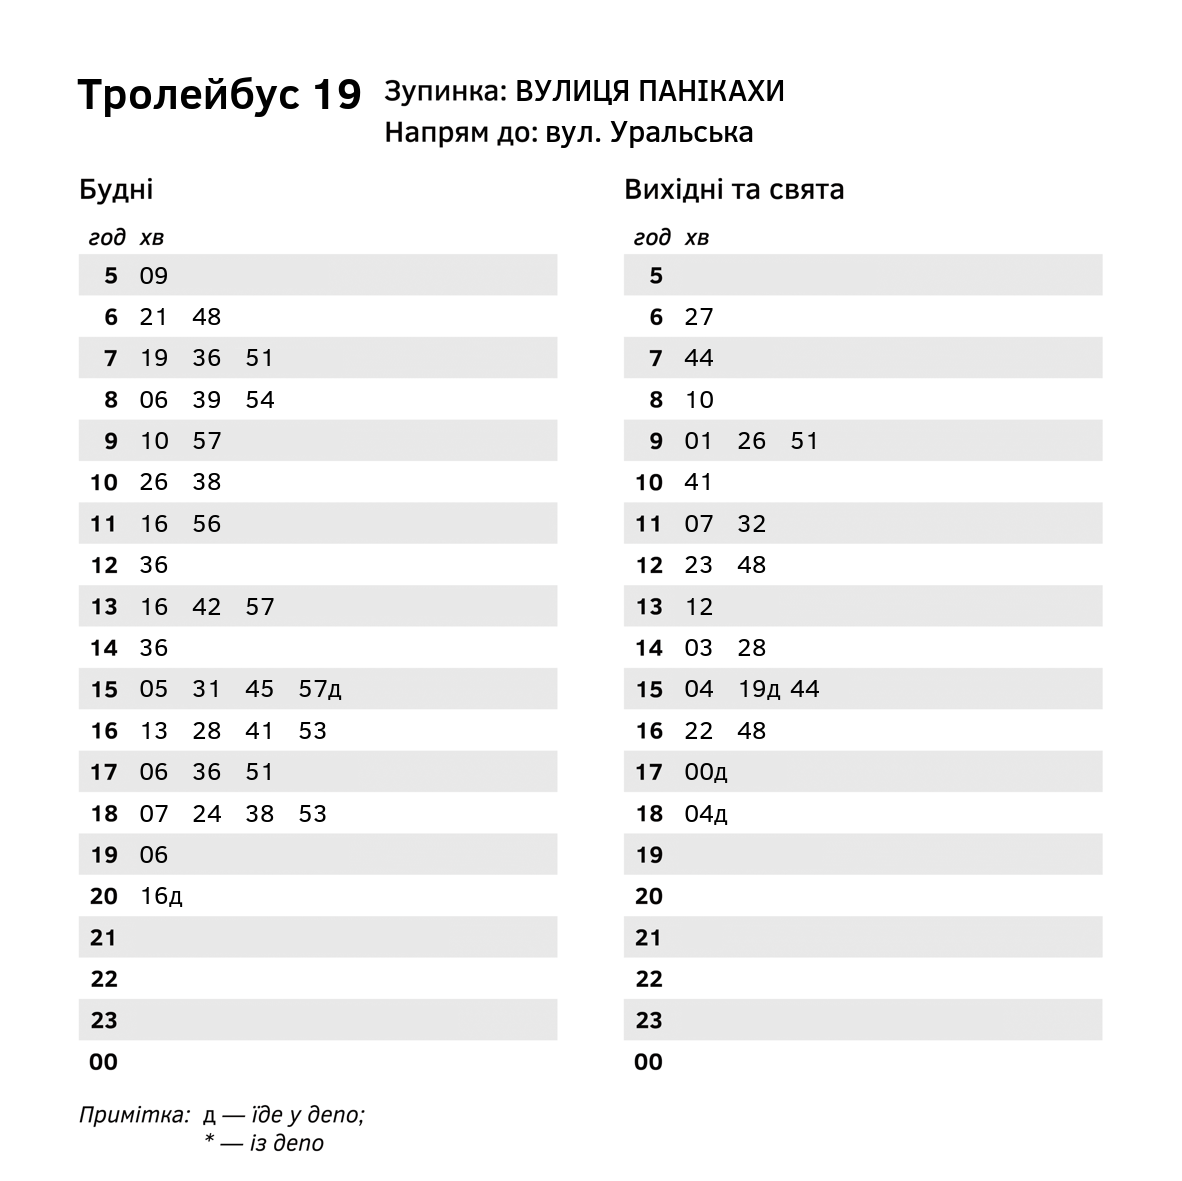 Тролейбус 19
Зупинка: ВУЛИЦЯ ПАНІКАХИ
Напрям до: вул. Уральська
Будні
год хв
5 09
6 21 48
7 19 36 51
8 06 39 54
9 10 57
10 26 38
11 16 56
12 36
13 16 42 57
14 36
15 05 31 45 57д
16 13 28 41 53
17 06 36 51
18 07 24 38 53
19 06
20 16д
21
22
23
00
Вихідні та свята
год хв
5
6 27
7 44
8 10
9 01 26 51
10 41
11 07 32
12 23 48
13 12
14 03 28
15 04 19д 44
16 22 48
17 00д
18 04д
19
20
21
22
23
00
Примітка: д — їде у депо;
* — із депо